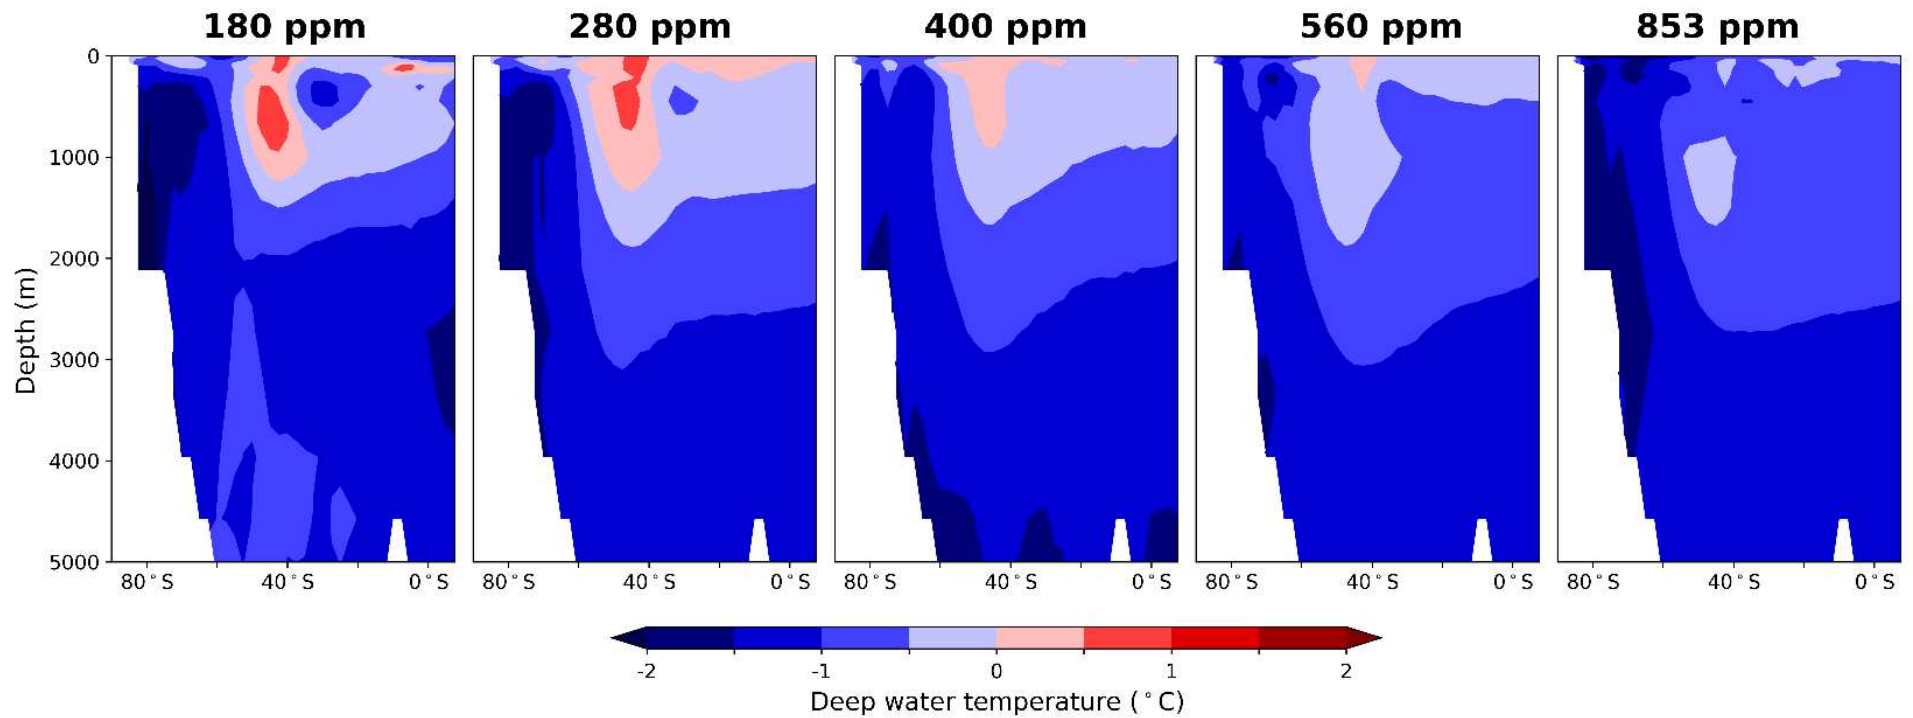 180 ppm 280 ppm 400 ppm 560 ppm 853 ppm
0
1000
2000
3000
4000
5000
Depth (m)
80°S 40°S 0°S 80°S 40°S 0°S 80°S 40°S 0°S 80°S 40°S 0°S 80°S 40°S 0°S
-2 -1 0 1 2
Deep water temperature (°C)